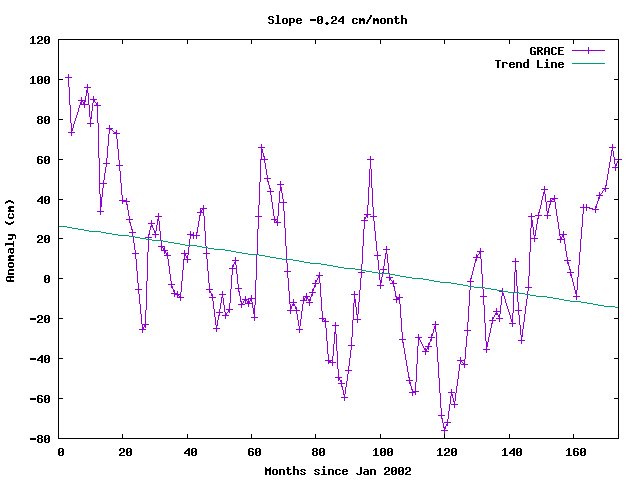 Slope -0.24 cm/month
GRACE
Trend Line
120
100
80
60
40
20
0
-20
-40
-60
-80
Anomaly (cm)
0 20 40 60 80 100 120 140 160
Months since Jan 2002